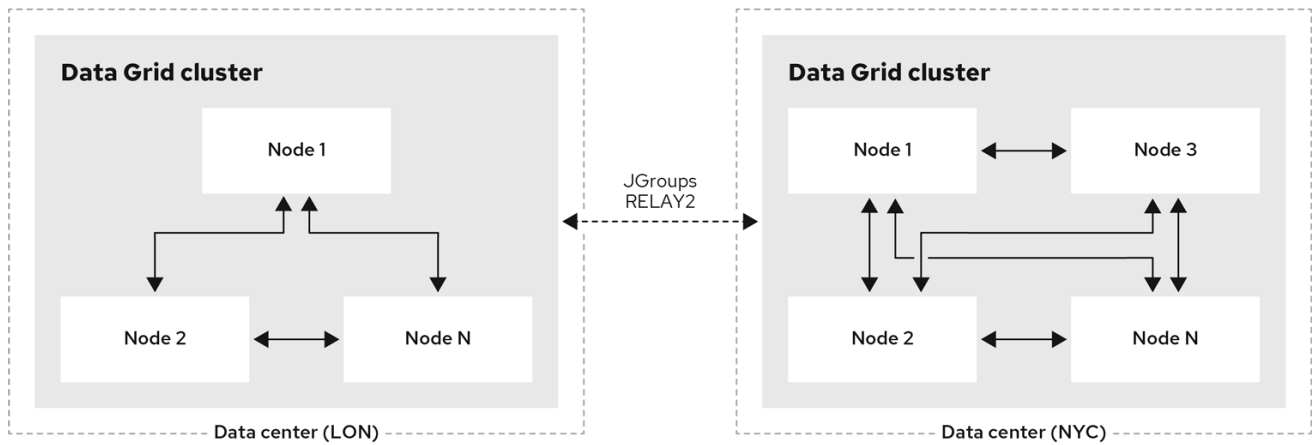 Data Grid cluster
Node 1
Node 2
Node N
Data center (LON)
JGroups
RELAY2
Data Grid cluster
Node 1
Node 3
Node 2
Node N
Data center (NYC)